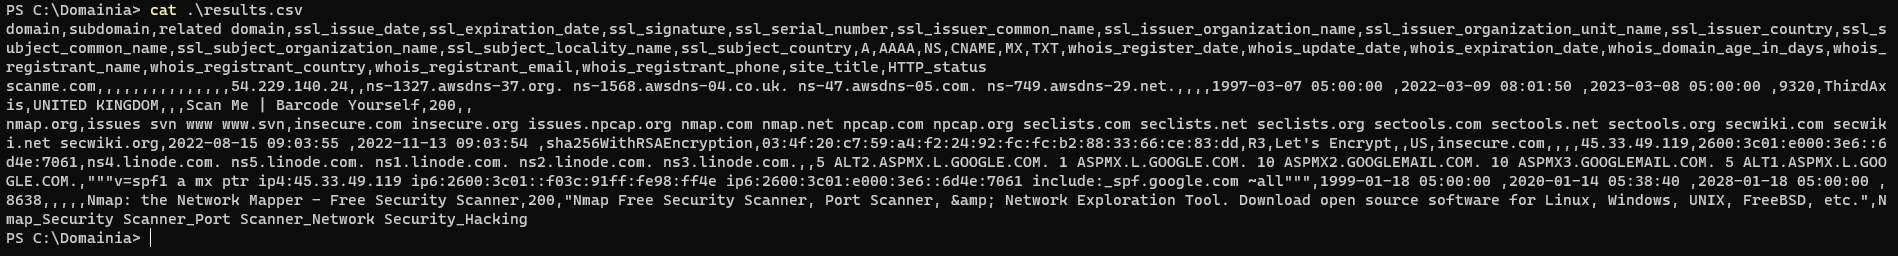 PS C:\Domainia> cat .\results.csv
domain,subdomain,related domain,ssl_issue_date,ssl_expiration_date,ssl_signature,ssl_serial_number,ssl_issuer_common_name,ssl_issuer_organization_name,ssl_issuer_organization_unit_name,ssl_issuer_country,ssl_s
ubject_common_name,ssl_subject_organization_name,ssl_subject_locality_name,ssl_subject_country,A,AAAA,NS,CNAME,MX,TXT,whois_register_date,whois_update_date,whois_expiration_date,whois_domain_age_in_days,whois_
registrant_name,whois_registrant_country,whois_registrant_email,whois_registrant_phone,site_title,HTTP_status
scanme.com,,,,,,,,,,,,,,,54.229.140.24,,ns-1327.awsdns-37.org. ns-1568.awsdns-04.co.uk. ns-47.awsdns-05.com. ns-749.awsdns-29.net.,,,,1997-03-07 05:00:00 ,2022-03-09 08:01:50 ,2023-03-08 05:00:00 ,9320,ThirdAx
is,UNITED KINGDOM,,,Scan Me | Barcode Yourself,200,,
nmap.org,issues svn www www.svn,insecure.com insecure.org issues.npcap.org nmap.com nmap.net npcap.com npcap.org seclists.com seclists.net seclists.org sectools.com sectools.net sectools.org secwiki.com secwik
i.net secwiki.org,2022-08-15 09:03:55 ,2022-11-13 09:03:54 ,sha256WithRSAEncryption,03:4f:20:c7:59:a4:f2:24:92:fc:fc:b2:88:33:66:ce:83:dd,R3,Let's Encrypt,,US,insecure.com,,,,45.33.49.119,2600:3c01:e000:3e6::6
d4e:7061,ns4.linode.com. ns5.linode.com. ns1.linode.com. ns2.linode.com. ns3.linode.com.,,5 ALT2.ASPMX.L.GOOGLE.COM. 1 ASPMX.L.GOOGLE.COM. 10 ASPMX2.GOOGLEMAIL.COM. 10 ASPMX3.GOOGLEMAIL.COM. 5 ALT1.ASPMX.L.GOO
GLE.COM.,"""v=spf1 a mx ptr ip4:45.33.49.119 ip6:2600:3c01::f03c:91ff:fe98:ff4e ip6:2600:3c01:e000:3e6::6d4e:7061 include:_spf.google.com ~all""",1999-01-18 05:00:00 ,2020-01-14 05:38:40 ,2028-01-18 05:00:00 ,
8638,,,,,Nmap: the Network Mapper - Free Security Scanner,200,"Nmap Free Security Scanner, Port Scanner, &amp; Network Exploration Tool. Download open source software for Linux, Windows, UNIX, FreeBSD, etc.",N
map_Security Scanner_Port Scanner_Network Security_Hacking
PS C:\Domainia>